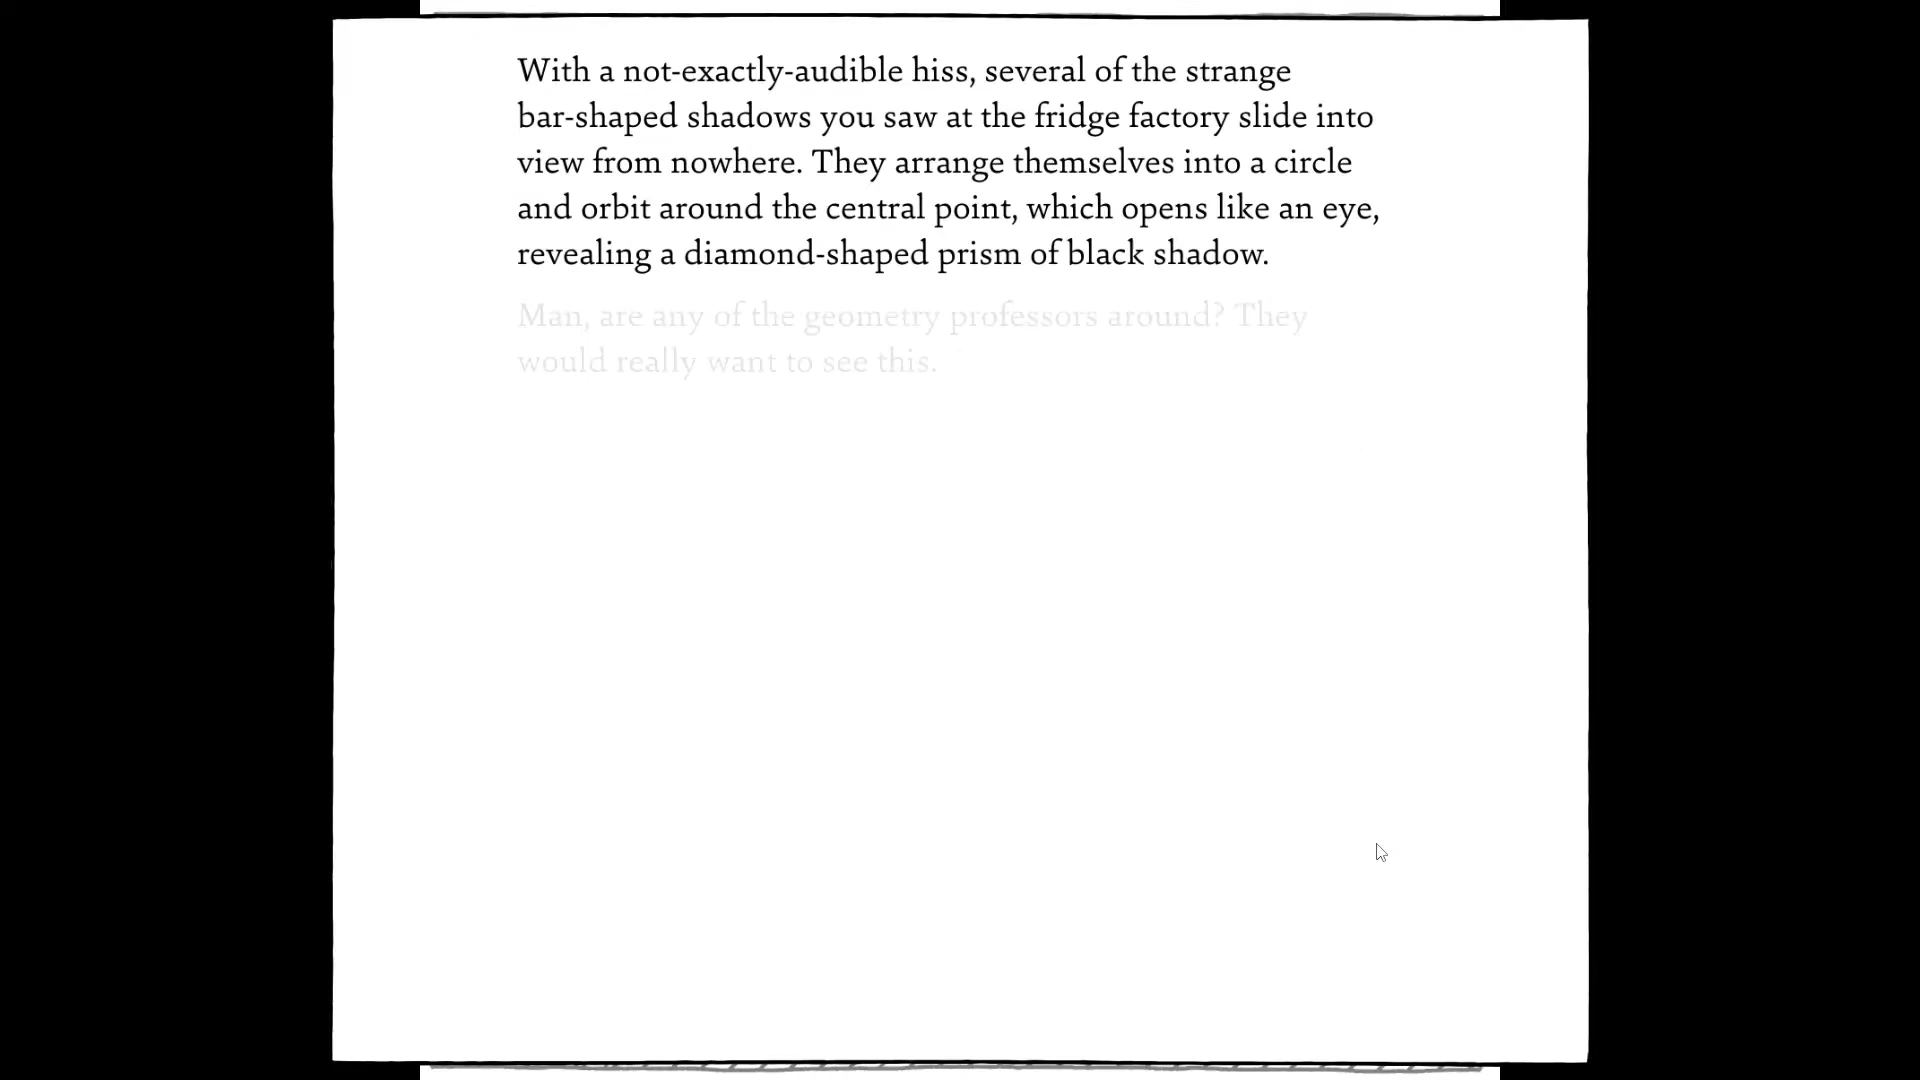 With a not-exactly-audible hiss, several of the strange
bar-shaped shadows you saw at the fridge factory slide into
view from nowhere. They arrange themselves into a circle
and orbit around the central point, which opens like an eye,
revealing a diamond-shaped prism of black shadow.
Man, are any of the geometry professors around? They
would really want to see this.